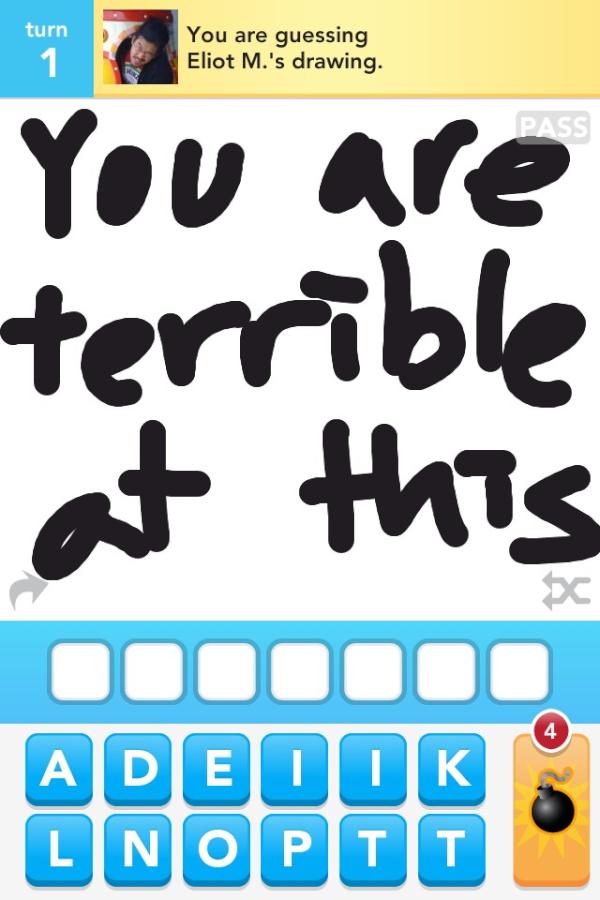 turn
1
You are guessing
Eliot M.'s drawing.
PASS
You are
terrible
at this
4
A D E I I K
L N O P T T